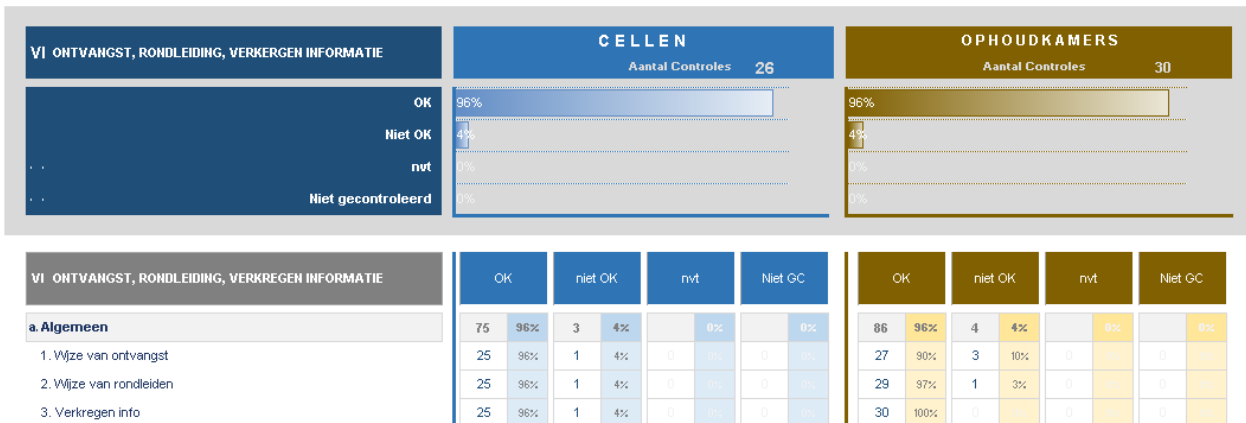 VI ONTVANGST, RONDLEIDING, VERKERGEN INFORMATIE
CELLEN
Aantal Controles 26
OPHOUDKAMERS
Aantal Controles 30
OK 96% 96%
Niet OK 4% 4%
nvt 0% 0%
Niet gecontroleerd 0% 0%
VI ONTVANGST, RONDLEIDING, VERKREGEN INFORMATIE OK niet OK nvt Niet GC OK niet OK nvt Niet GC
a. Algemeen 75 96% 3 4% 0% 0% 86 96% 4 4% 0% 0%
1. Wijze van ontvangst 25 96% 1 4% 0 0% 0 0% 27 90% 3 10% 0 0% 0 0%
2. Wijze van rondleiden 25 96% 1 4% 0 0% 0 0% 29 97% 1 3% 0 0% 0 0%
3. Verkregen info 25 96% 1 4% 0 0% 0 0% 30 100% 0 0% 0 0% 0 0%